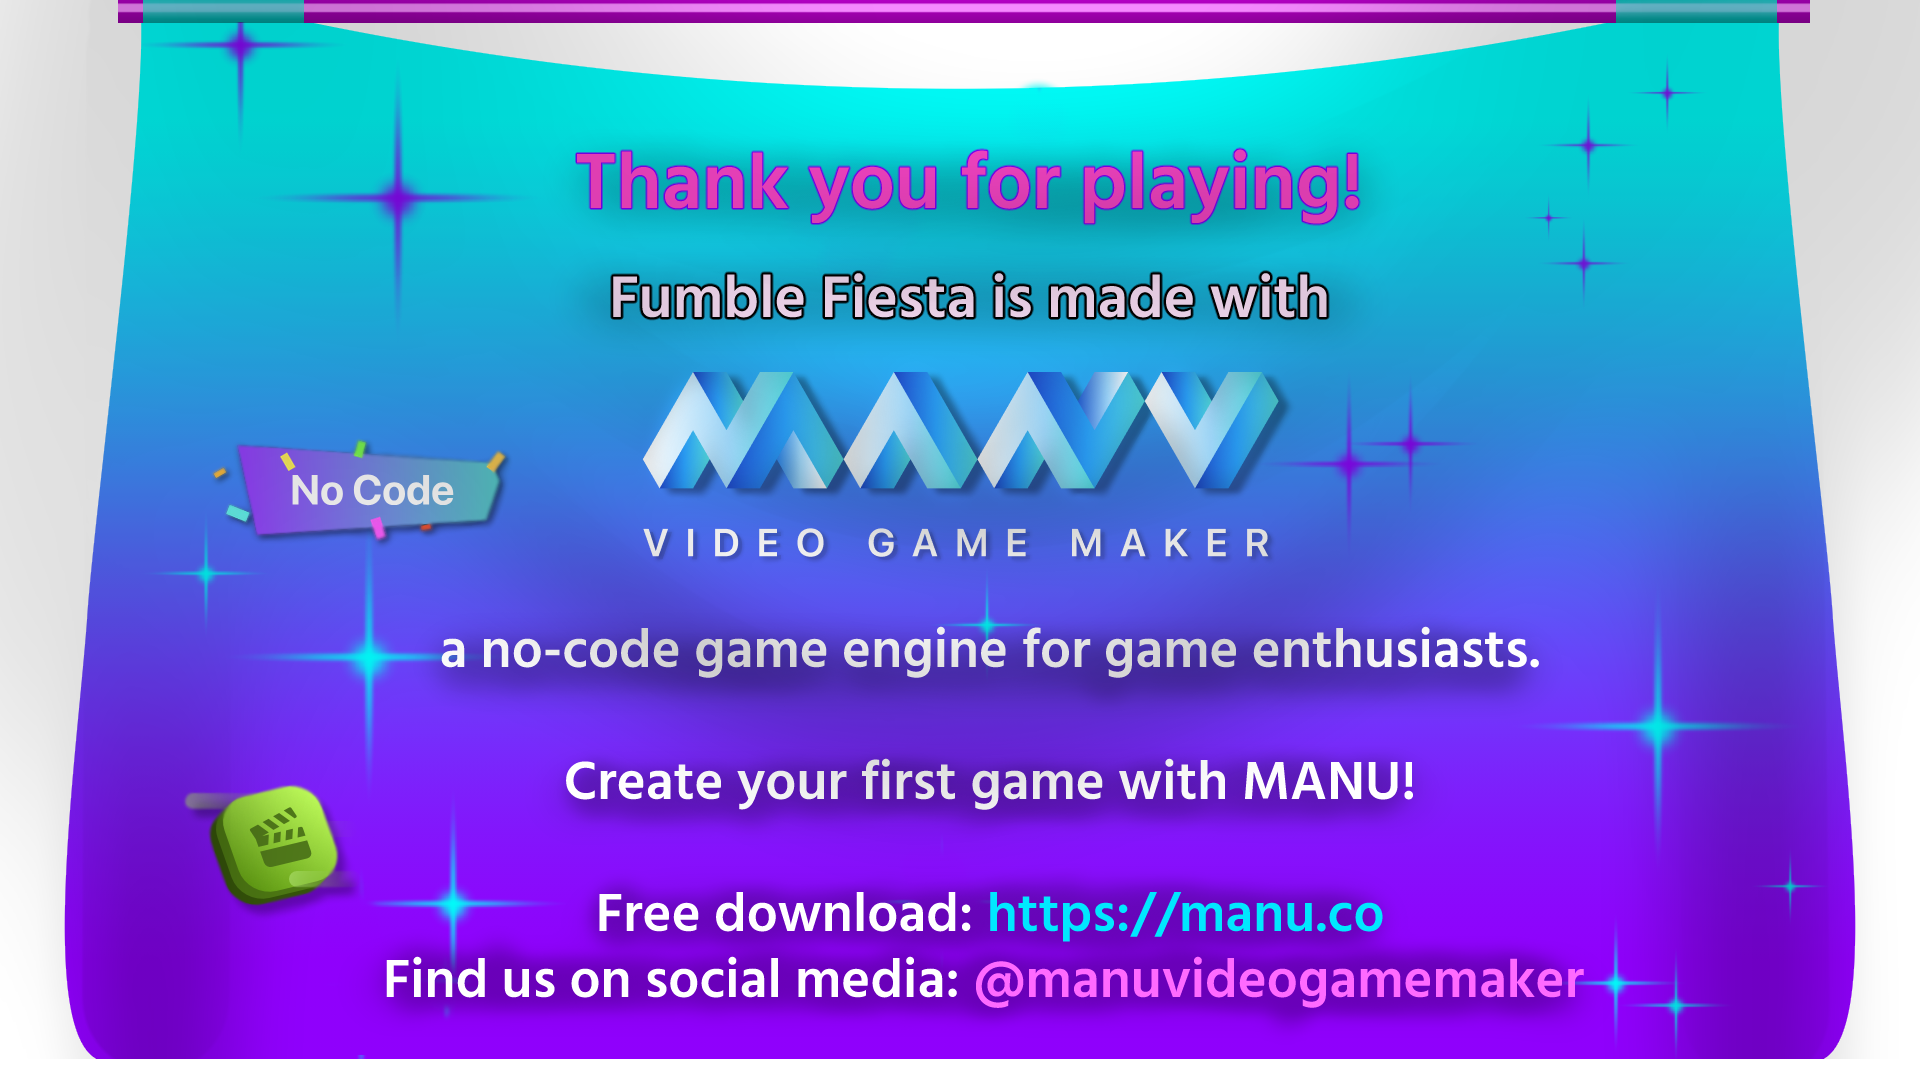 Thank you for playing!
Fumble Fiesta is made with
MANU
VIDEO GAME MAKER
No Code
a no-code game engine for game enthusiasts.
Create your first game with MANU!
Free download: https://manu.co
Find us on social media: @manuvideogamemaker